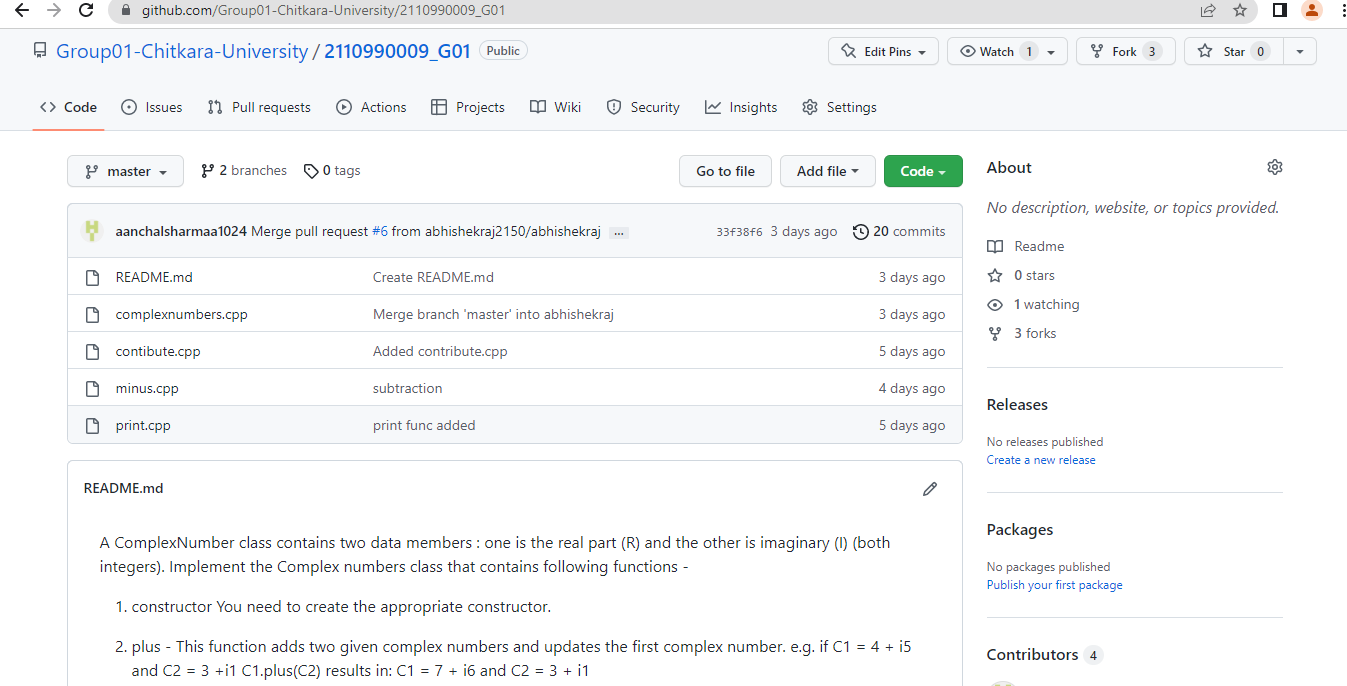 github.com/Group01-Chitkara-University/2110990009_G01
Group01-Chitkara-University / 2110990009_G01 Public
Edit Pins Watch 1 Fork 3 Star 0
Code Issues Pull requests Actions Projects Wiki Security Insights Settings
master 2 branches 0 tags Go to file Add file Code
aanchalsharmaa1024 Merge pull request #6 from abhishekraj2150/abhishekraj ... 33f38f6 3 days ago 20 commits
README.md Create README.md 3 days ago
complexnumbers.cpp Merge branch 'master' into abhishekraj 3 days ago
contibute.cpp Added contribute.cpp 5 days ago
minus.cpp subtraction 4 days ago
print.cpp print func added 5 days ago
README.md
A ComplexNumber class contains two data members : one is the real part (R) and the other is imaginary (I) (both
integers). Implement the Complex numbers class that contains following functions -
1. constructor You need to create the appropriate constructor.
2. plus - This function adds two given complex numbers and updates the first complex number. e.g. if C1 = 4 + i5
and C2 = 3 +i1 C1.plus(C2) results in: C1 = 7 + i6 and C2 = 3 + i1
About
No description, website, or topics provided.
Readme
0 stars
1 watching
3 forks
Releases
No releases published
Create a new release
Packages
No packages published
Publish your first package
Contributors 4